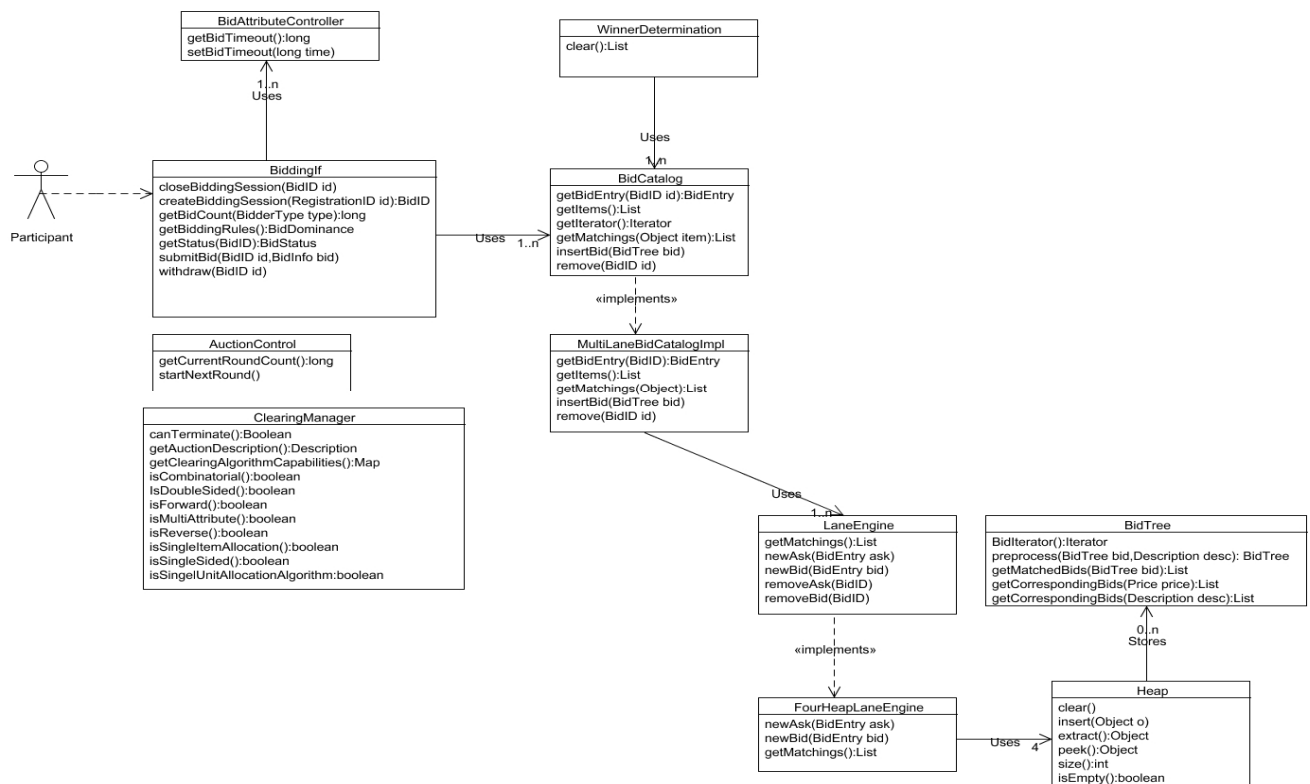 BidAttributeController
getBidTimeout():long
setBidTimeout(long time)
1..n
Uses
WinnerDetermination
clear():List
Uses
1..n
Participant
BiddingIf
closeBiddingSession(BidID id)
createBiddingSession(RegistrationID id):BidID
getBidCount(BidderType type):long
getBiddingRules():BidDominance
getStatus(BidID):BidStatus
submitBid(BidID id,BidInfo bid)
withdraw(BidID id)
Uses 1..n
BidCatalog
getBidEntry(BidID id):BidEntry
getItems():List
getIterator():Iterator
getMatchings(Object item):List
insertBid(BidTree bid)
remove(BidID id)
«implements»
AuctionControl
getCurrentRoundCount():long
startNextRound()
MultiLaneBidCatalogImpl
getBidEntry(BidID):BidEntry
getItems():List
getMatchings(Object):List
insertBid(BidTree bid)
remove(BidID id)
ClearingManager
canTerminate():Boolean
getAuctionDescription():Description
getClearingAlgorithmCapabilities():Map
isCombinatorial():boolean
IsDoubleSided():boolean
isForward():boolean
isMultiAttribute():boolean
isReverse():boolean
isSingleItemAllocation():boolean
isSingleSided():boolean
isSingelUnitAllocationAlgorithm:boolean
Uses
1..n
LaneEngine
getMatchings():List
newAsk(BidEntry ask)
newBid(BidEntry bid)
removeAsk(BidID)
removeBid(BidID)
BidTree
BidIterator():Iterator
preprocess(BidTree bid,Description desc): BidTree
getMatchedBids(BidTree bid):List
getCorrespondingBids(Price price):List
getCorrespondingBids(Description desc):List
«implements»
0..n
Stores
FourHeapLaneEngine
newAsk(BidEntry ask)
newBid(BidEntry bid)
getMatchings():List
Uses 4
Heap
clear()
insert(Object o)
extract():Object
peek():Object
size():int
isEmpty():boolean